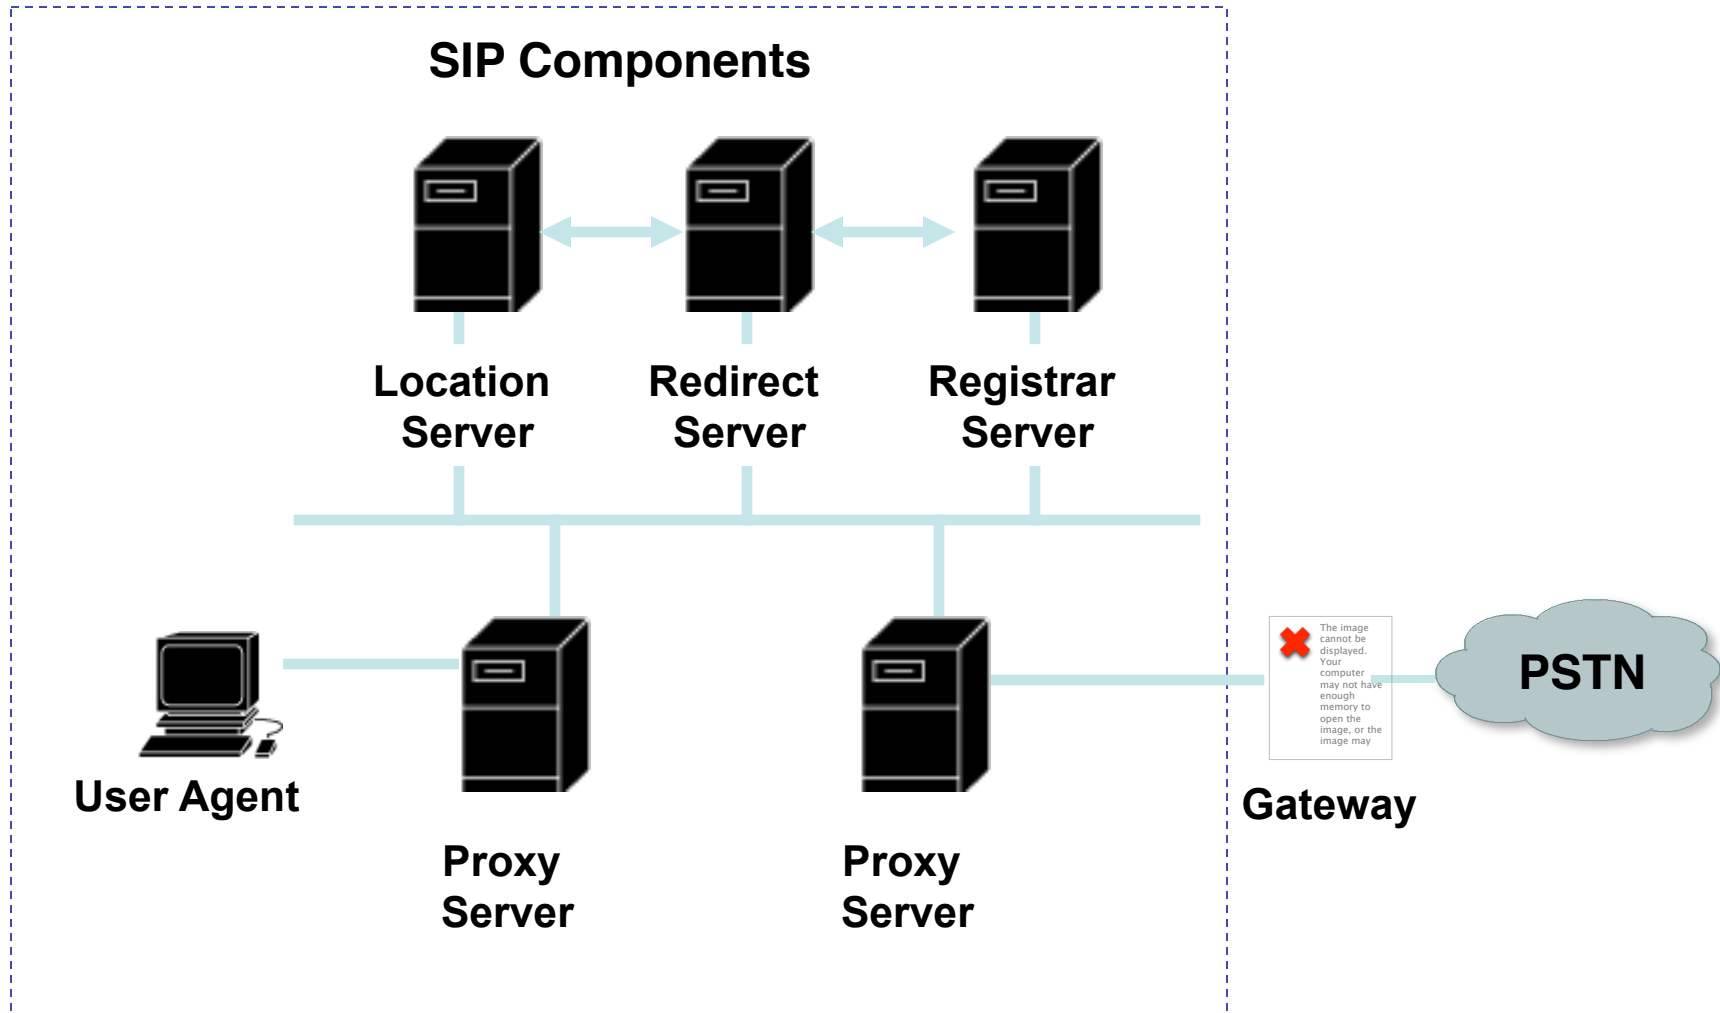 SIP Components
Location
Server
Redirect
Server
Registrar
Server
The image
cannot be
displayed.
Your
computer
may not have
enough
memory to
open the
image, or the
image may
PSTN
User Agent
Gateway
Proxy
Server
Proxy
Server